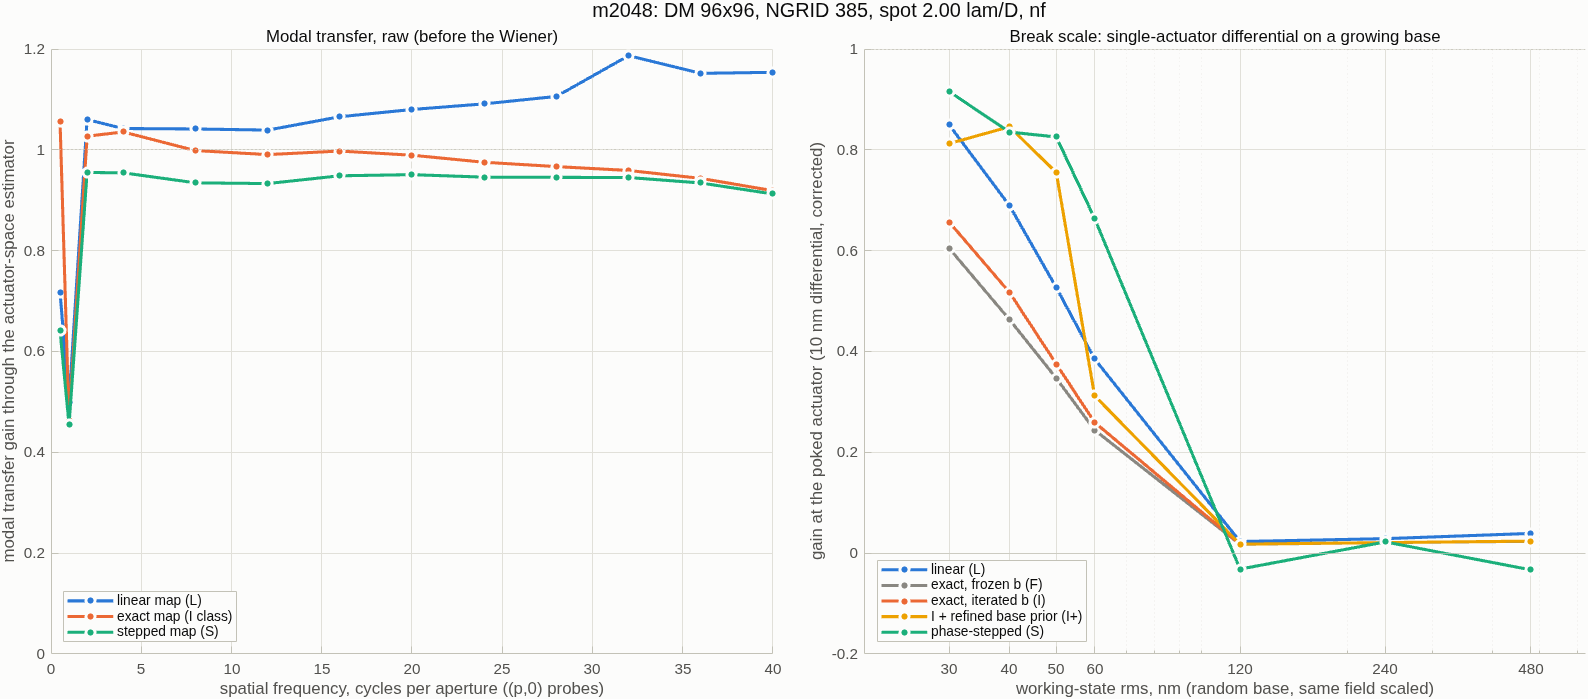 m2048: DM 96x96, NGRID 385, spot 2.00 lam/D, nf
Modal transfer, raw (before the Wiener)
modal transfer gain through the actuator-space estimator
1.2
1
0.8
0.6
0.4
0.2
0
linear map (L)
exact map (I class)
stepped map (S)
0 5 10 15 20 25 30 35 40
spatial frequency, cycles per aperture ((p,0) probes)
Break scale: single-actuator differential on a growing base
gain at the poked actuator (10 nm differential, corrected)
1
0.8
0.6
0.4
0.2
0
-0.2
linear (L)
exact, frozen b (F)
exact, iterated b (I)
I + refined base prior (I+)
phase-stepped (S)
30 40 50 60 120 240 480
working-state rms, nm (random base, same field scaled)